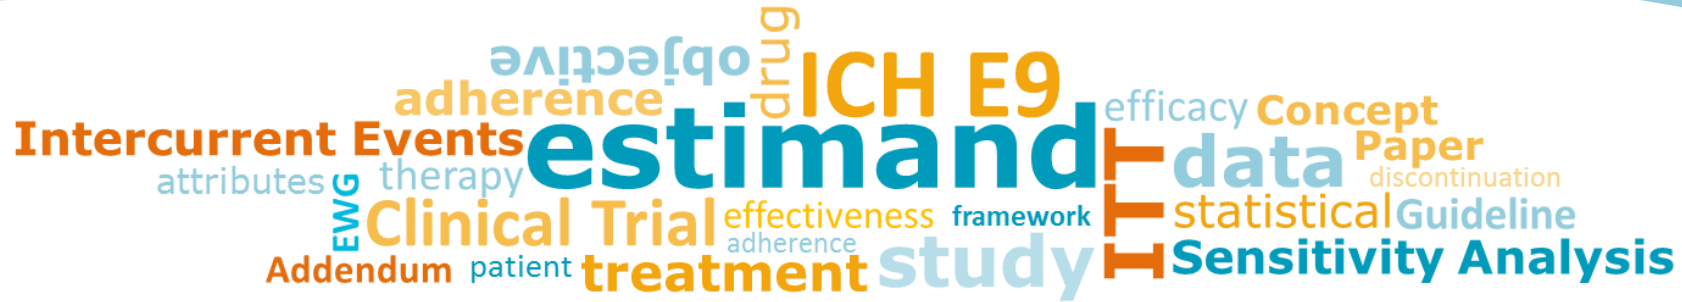 objective
drug
ICH E9
adherence
efficacy Concept
Intercurrent Events
estimand
ITT
data
Paper
attributes
therapy
discontinuation
EWG
Clinical Trial
effectiveness
framework
statistical
Guideline
adherence
study
Sensitivity Analysis
Addendum
patient
treatment